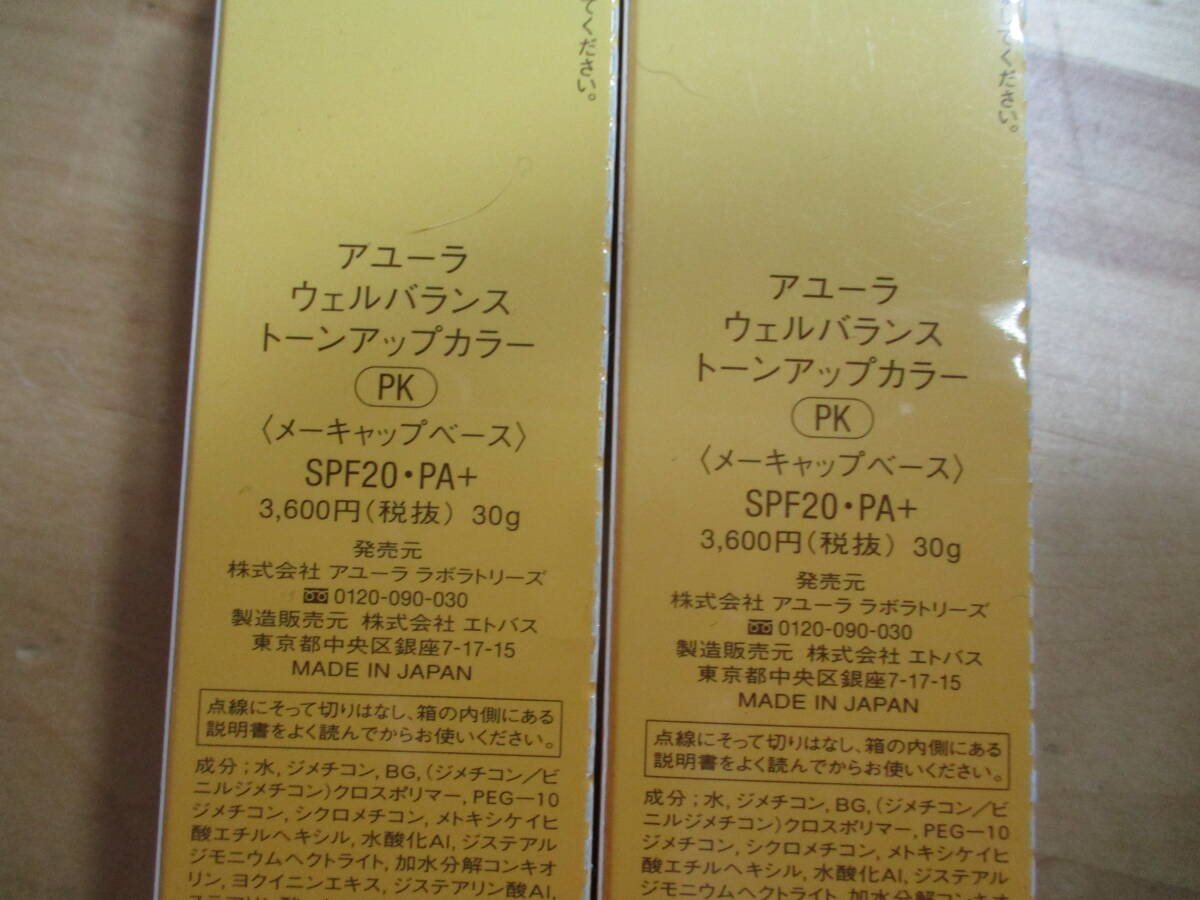 てください。
アユーラ
ウェルバランス
トーンアップカラー
PK
〈メーキャップベース〉
SPF20・PA+
3,600円(税抜) 30g
発売元
株式会社 アユーラ ラボラトリーズ
0120-090-030
製造販売元 株式会社 エトバス
東京都中央区銀座7-17-15
MADE IN JAPAN
点線にそって切りはなし、箱の内側にある
説明書をよく読んでからお使いください。
成分;水,ジメチコン,BG,(ジメチコン/ビ
ニルジメチコン)クロスポリマー,PEG-10
ジメチコン,シクロメチコン,メトキシケイヒ
酸エチルヘキシル,水酸化Al,ジステアル
ジモニウムヘクトライト,加水分解コンキオ
リン,ヨクイニンエキス,ジステアリン酸Al,
してください。
アユーラ
ウェルバランス
トーンアップカラー
PK
〈メーキャップベース〉
SPF20・PA+
3,600円(税抜) 30g
発売元
株式会社 アユーラ ラボラトリーズ
0120-090-030
製造販売元 株式会社 エトバス
東京都中央区銀座7-17-15
MADE IN JAPAN
点線にそって切りはなし、箱の内側にある
説明書をよく読んでからお使いください。
成分;水,ジメチコン,BG,(ジメチコン/ビ
ニルジメチコン)クロスポリマー,PEG-10
ジメチコン,シクロメチコン,メトキシケイヒ
酸エチルヘキシル,水酸化Al,ジステアル
ジモニウムヘクトライト,加水分解コンキオ